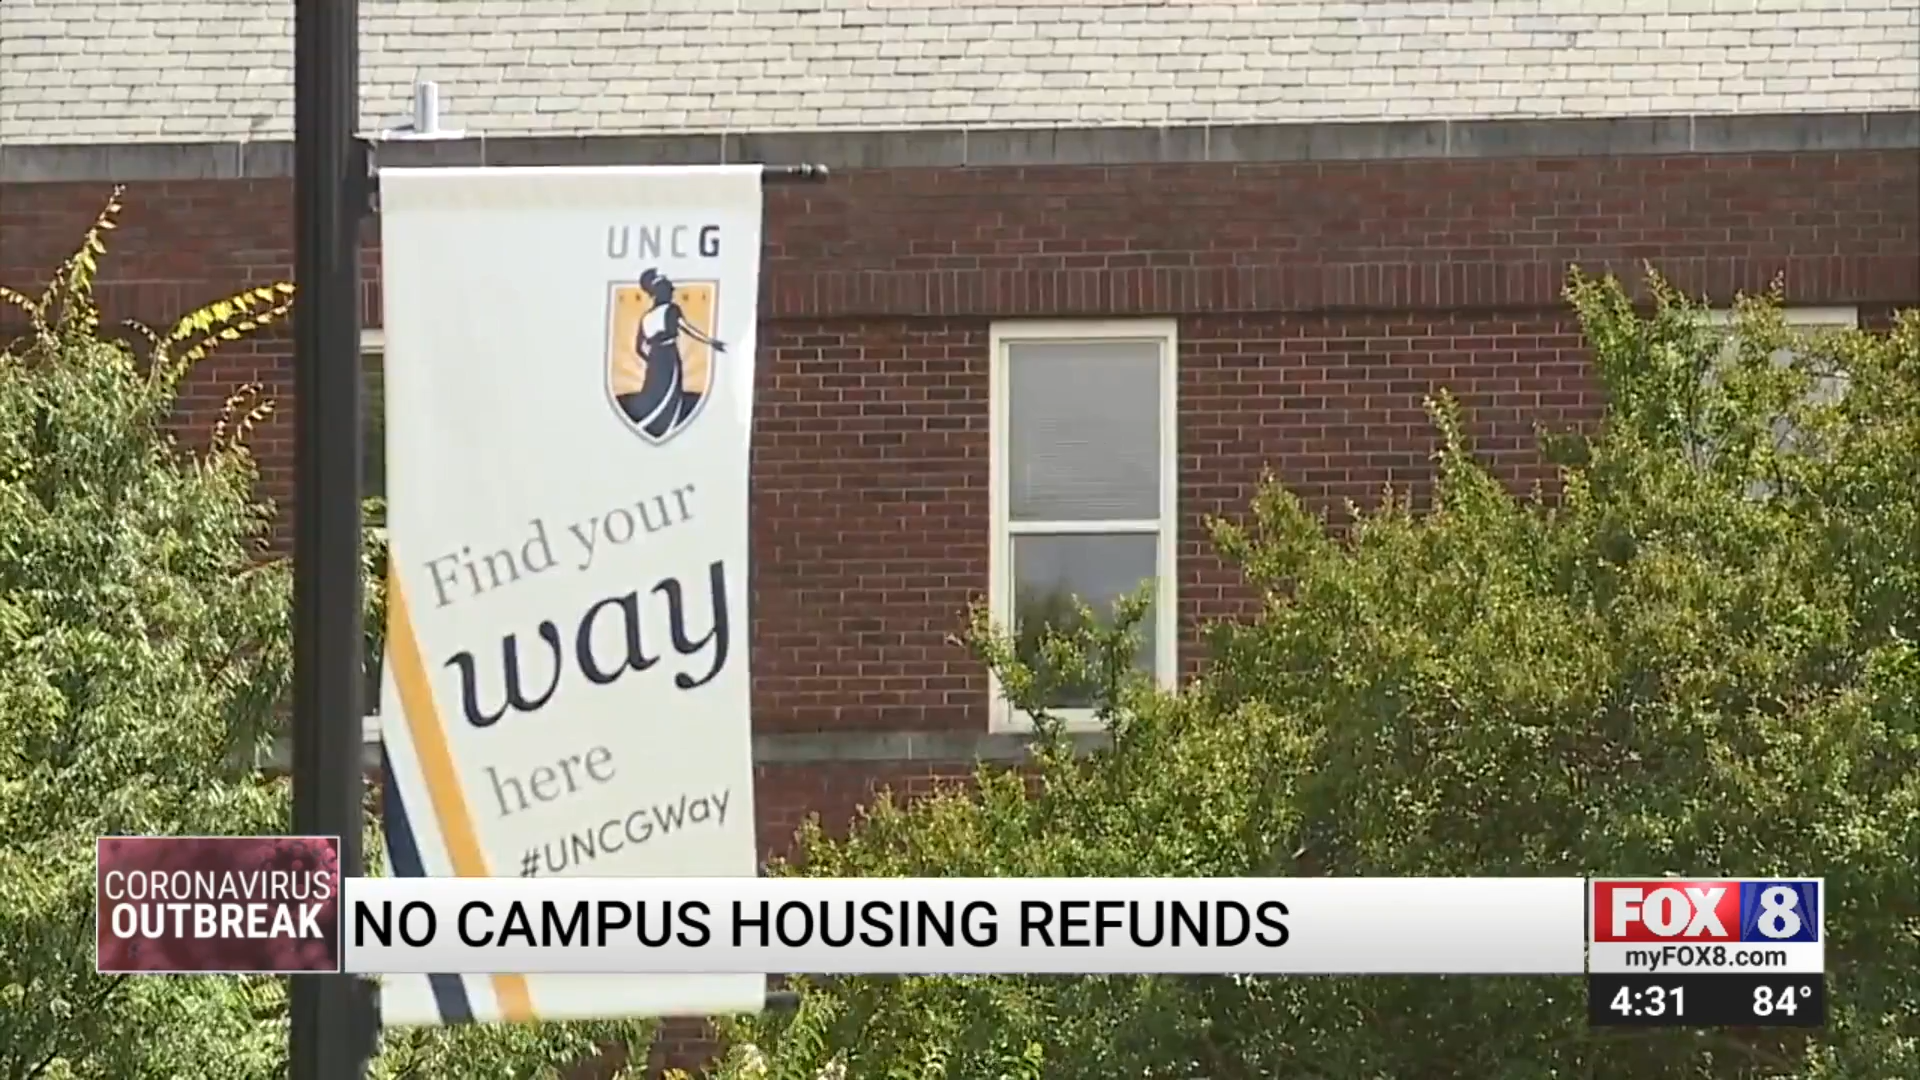 UNCG
Find your
way
here
#UNCGWay
CORONAVIRUS
OUTBREAK
NO CAMPUS HOUSING REFUNDS
FOX 8
myFOX8.com
4:31 84°